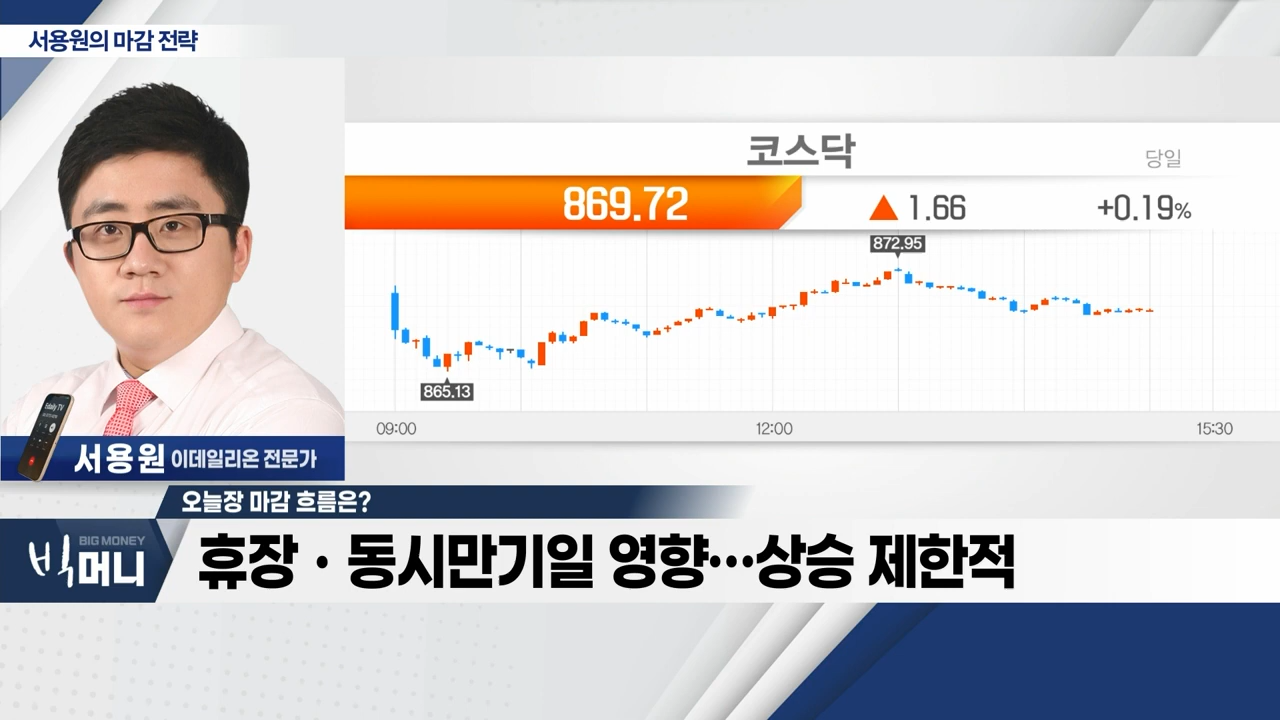 서용원의 마감 전략
코스닥
당일
869.72
▲ 1.66
+0.19%
872.95
865.13
09:00
12:00
15:30
Edaily TV
서용원 이데일리온 전문가
오늘장 마감 흐름은?
BIG MONEY
빅머니
휴장·동시만기일 영향…상승 제한적